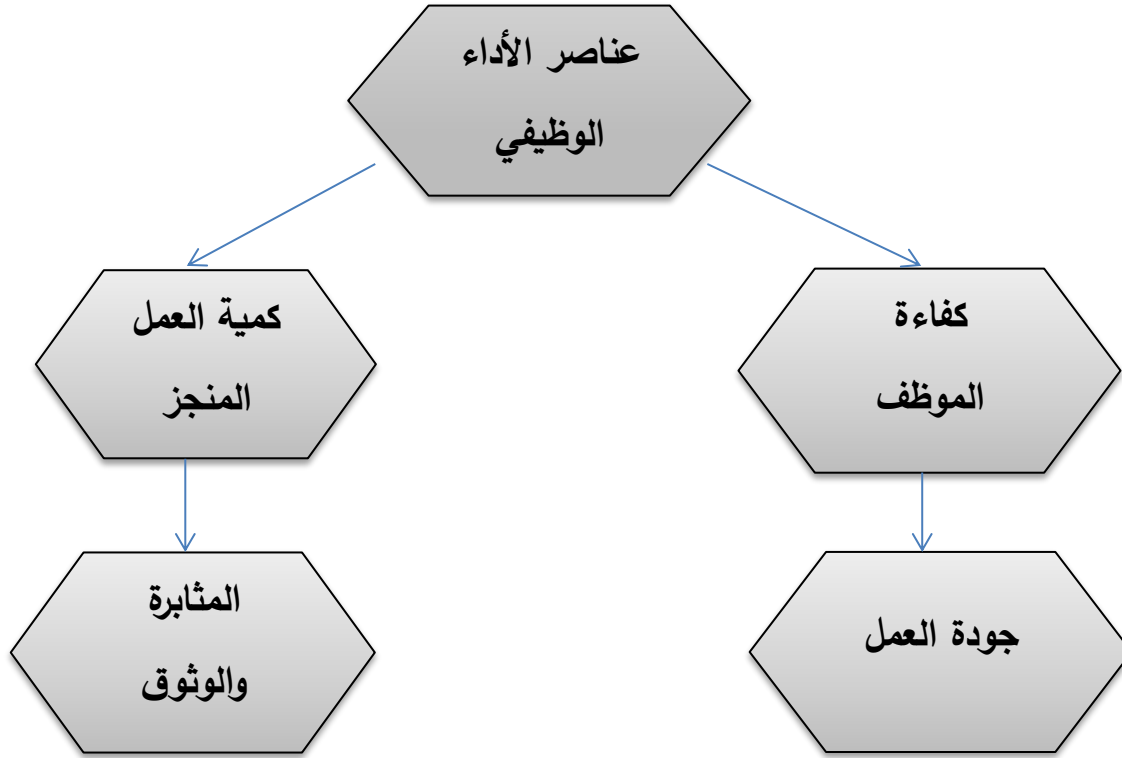 عناصر الأداء
الوظيفي
كفاءة
الموظف
كمية العمل
المنجز
جودة العمل
المثابرة
والوثوق